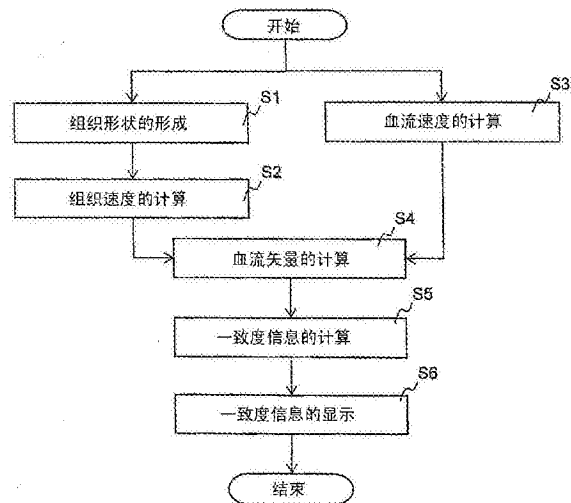 开始
S1
组织形状的形成
S3
血流速度的计算
S2
组织速度的计算
S4
血流矢量的计算
S5
一致度信息的计算
S6
一致度信息的显示
结束